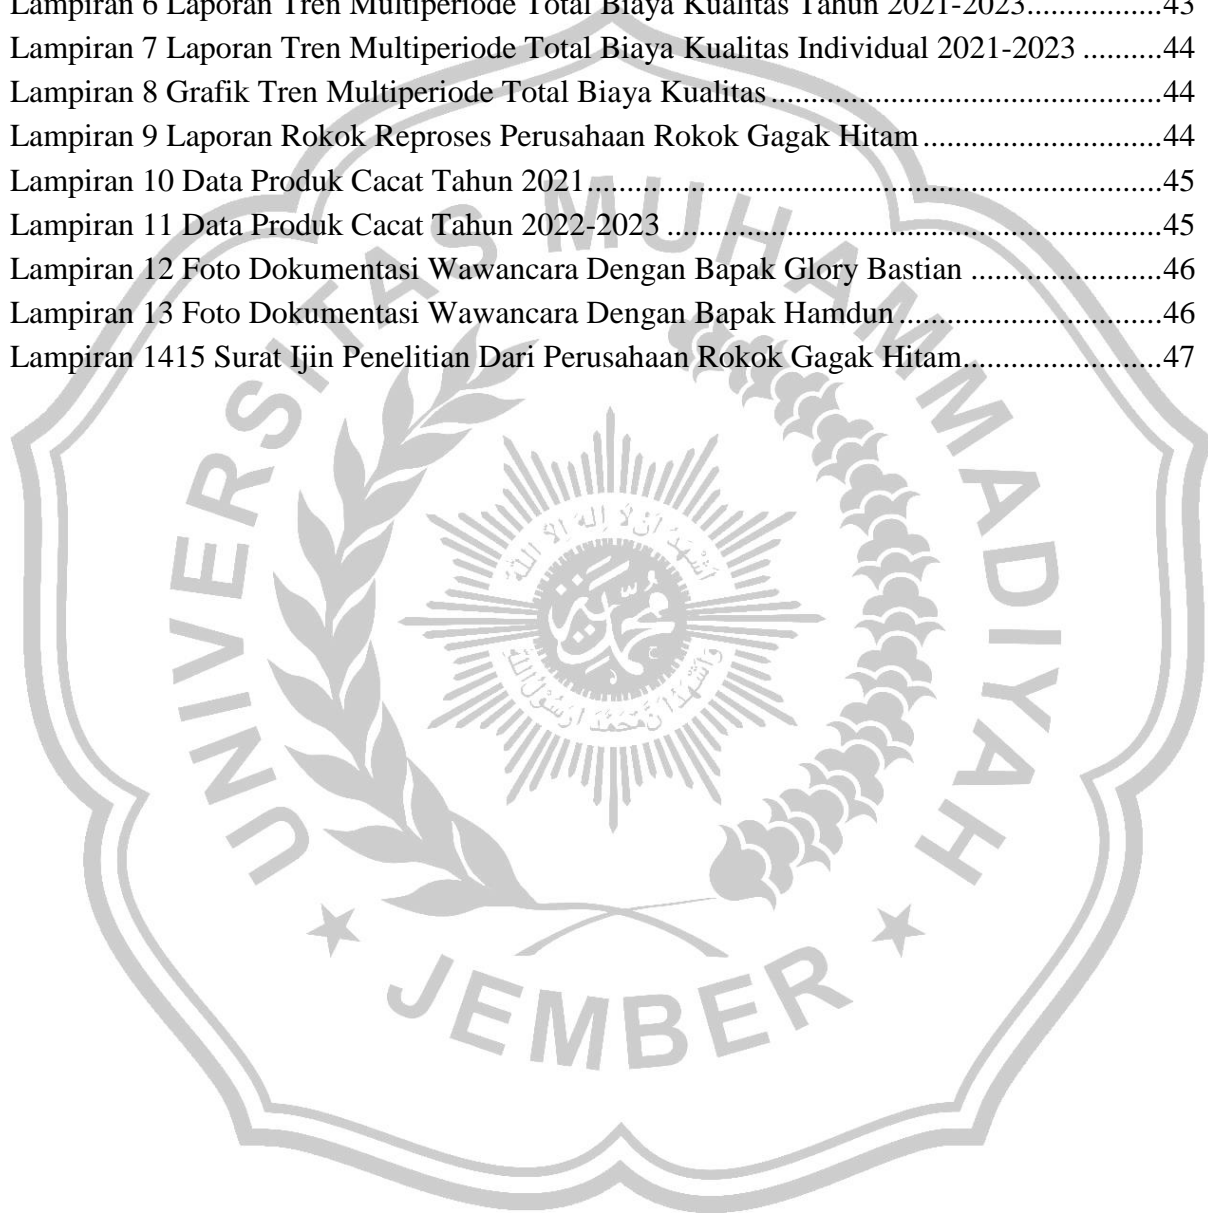 Lampiran 6 Laporan Tren Multiperiode Total Biaya Kualitas Tahun 2021-2023.................43
Lampiran 7 Laporan Tren Multiperiode Total Biaya Kualitas Individual 2021-2023 ..........44
Lampiran 8 Grafik Tren Multiperiode Total Biaya Kualitas..................................................44
Lampiran 9 Laporan Rokok Reproses Perusahaan Rokok Gagak Hitam..............................44
Lampiran 10 Data Produk Cacat Tahun 2021.........................................................................45
Lampiran 11 Data Produk Cacat Tahun 2022-2023 ...............................................................45
Lampiran 12 Foto Dokumentasi Wawancara Dengan Bapak Glory Bastian ........................46
Lampiran 13 Foto Dokumentasi Wawancara Dengan Bapak Hamdun.................................46
Lampiran 1415 Surat Ijin Penelitian Dari Perusahaan Rokok Gagak Hitam.........................47
UNIVERSITAS MUHAMMADIYAH
JEMBER